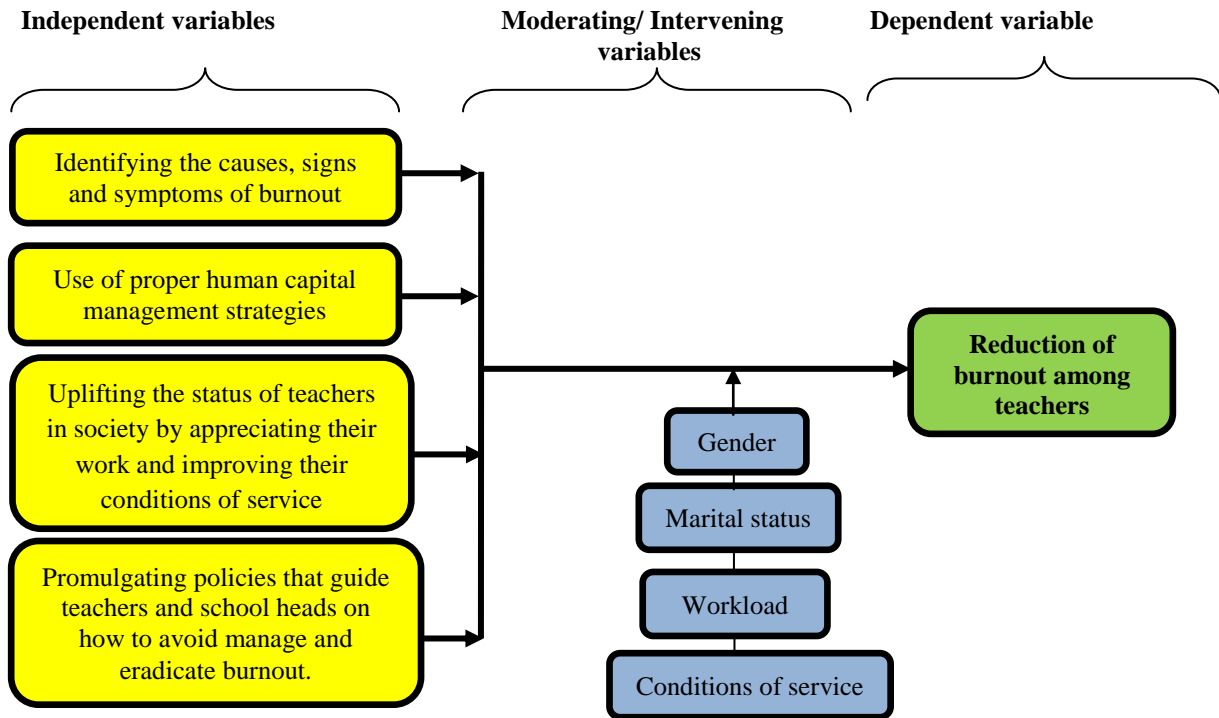 Independent variables
Moderating/ Intervening
variables
Dependent variable
Identifying the causes, signs
and symptoms of burnout
Use of proper human capital
management strategies
Uplifting the status of teachers
in society by appreciating their
work and improving their
conditions of service
Promulgating policies that guide
teachers and school heads on
how to avoid manage and
eradicate burnout.
Gender
Marital status
Workload
Conditions of service
Reduction of
burnout among
teachers